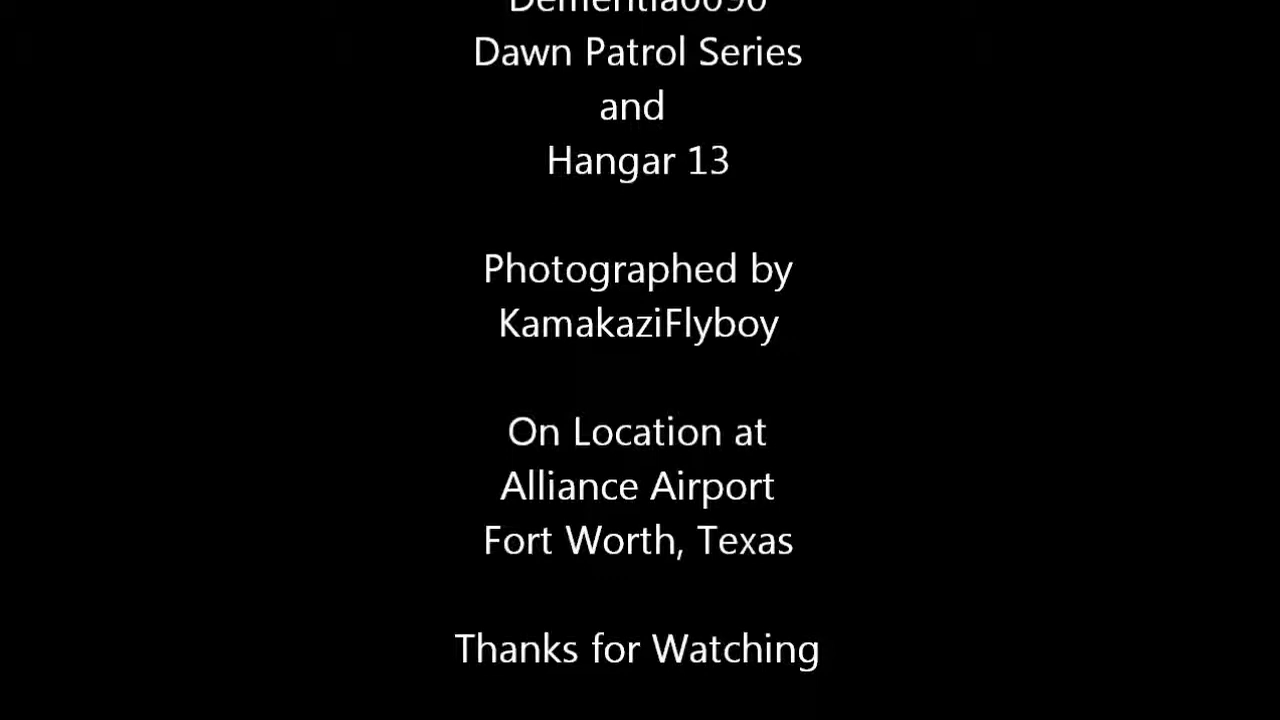 Dawn Patrol Series
and
Hangar 13
Photographed by
KamakaziFlyboy
On Location at
Alliance Airport
Fort Worth, Texas
Thanks for Watching